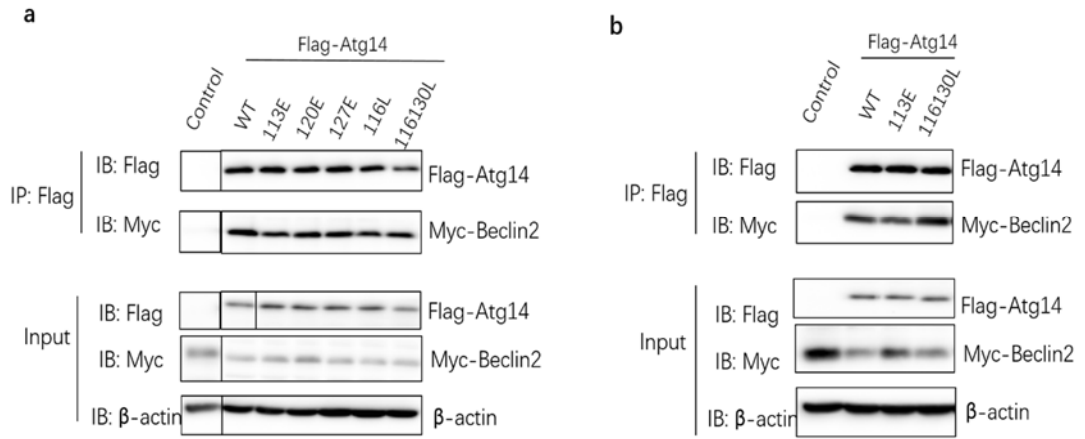 a
Flag-Atg14
Control
WT
113E
120E
127E
116L
116130L
IP: Flag
IB: Flag
Flag-Atg14
IB: Myc
Myc-Beclin2
Input
IB: Flag
Flag-Atg14
IB: Myc
Myc-Beclin2
IB: β-actin
β-actin
b
Flag-Atg14
Control
WT
113E
116130L
IP: Flag
IB: Flag
Flag-Atg14
IB: Myc
Myc-Beclin2
Input
IB: Flag
Flag-Atg14
IB: Myc
Myc-Beclin2
IB: β-actin
β-actin